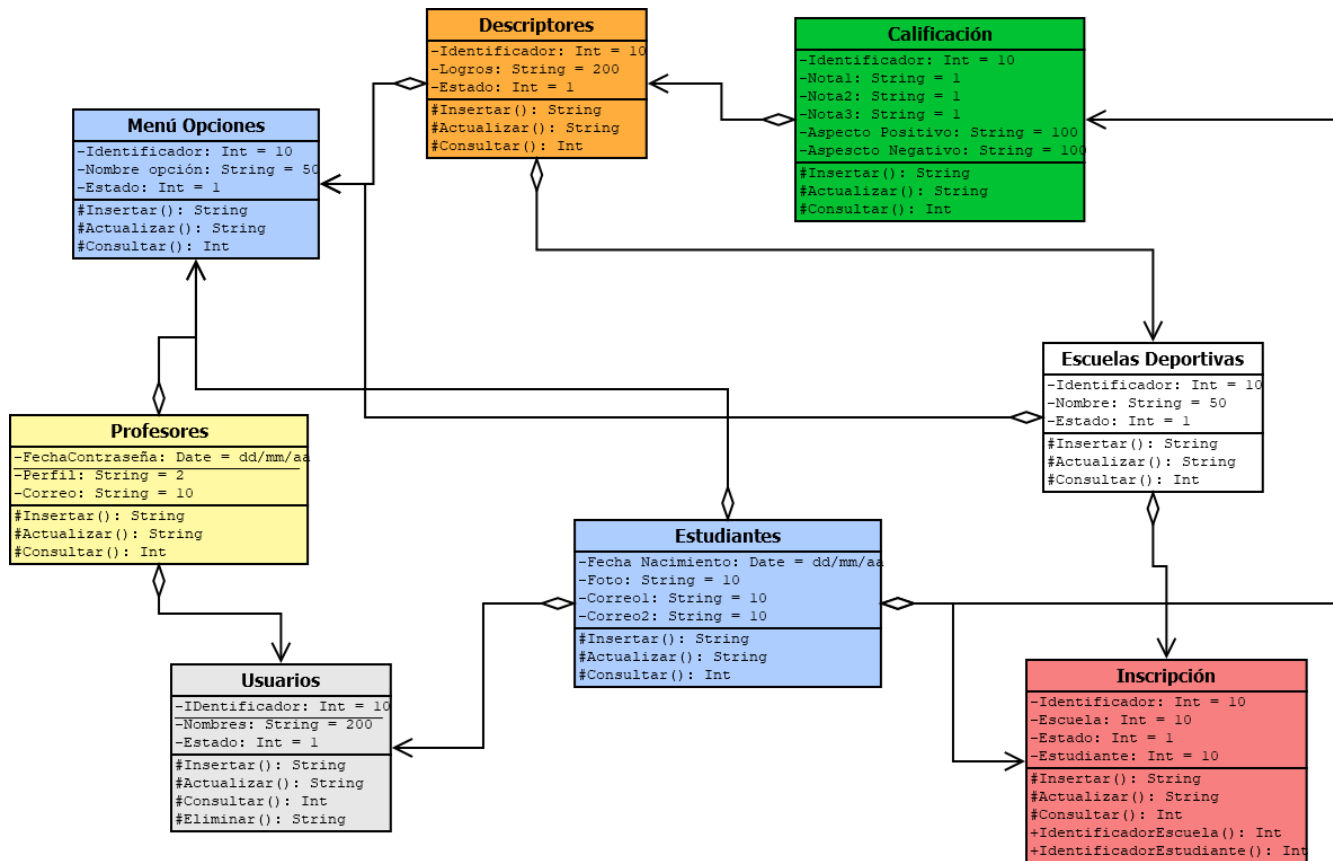 Descriptores
-Identificador: Int = 10
-Logros: String = 200
-Estado: Int = 1
#Insertar(): String
#Actualizar(): String
#Consultar(): Int
Calificación
-Identificador: Int = 10
-Nota1: String = 1
-Nota2: String = 1
-Nota3: String = 1
-Aspecto Positivo: String = 100
-Aspescto Negativo: String = 100
#Insertar(): String
#Actualizar(): String
#Consultar(): Int
Menú Opciones
-Identificador: Int = 10
-Nombre opción: String = 50
-Estado: Int = 1
#Insertar(): String
#Actualizar(): String
#Consultar(): Int
Escuelas Deportivas
-Identificador: Int = 10
-Nombre: String = 50
-Estado: Int = 1
#Insertar(): String
#Actualizar(): String
#Consultar(): Int
Profesores
-FechaContraseña: Date = dd/mm/aa
-Perfil: String = 2
-Correo: String = 10
#Insertar(): String
#Actualizar(): String
#Consultar(): Int
Estudiantes
-Fecha Nacimiento: Date = dd/mm/aa
-Foto: String = 10
-Correo1: String = 10
-Correo2: String = 10
#Insertar(): String
#Actualizar(): String
#Consultar(): Int
Usuarios
-IDentificador: Int = 10
-Nombres: String = 200
-Estado: Int = 1
#Insertar(): String
#Actualizar(): String
#Consultar(): Int
#Eliminar(): String
Inscripción
-Identificador: Int = 10
-Escuela: Int = 10
-Estado: Int = 1
-Estudiante: Int = 10
#Insertar(): String
#Actualizar(): String
#Consultar(): Int
+IdentificadorEscuela(): Int
+IdentificadorEstudiante(): Int